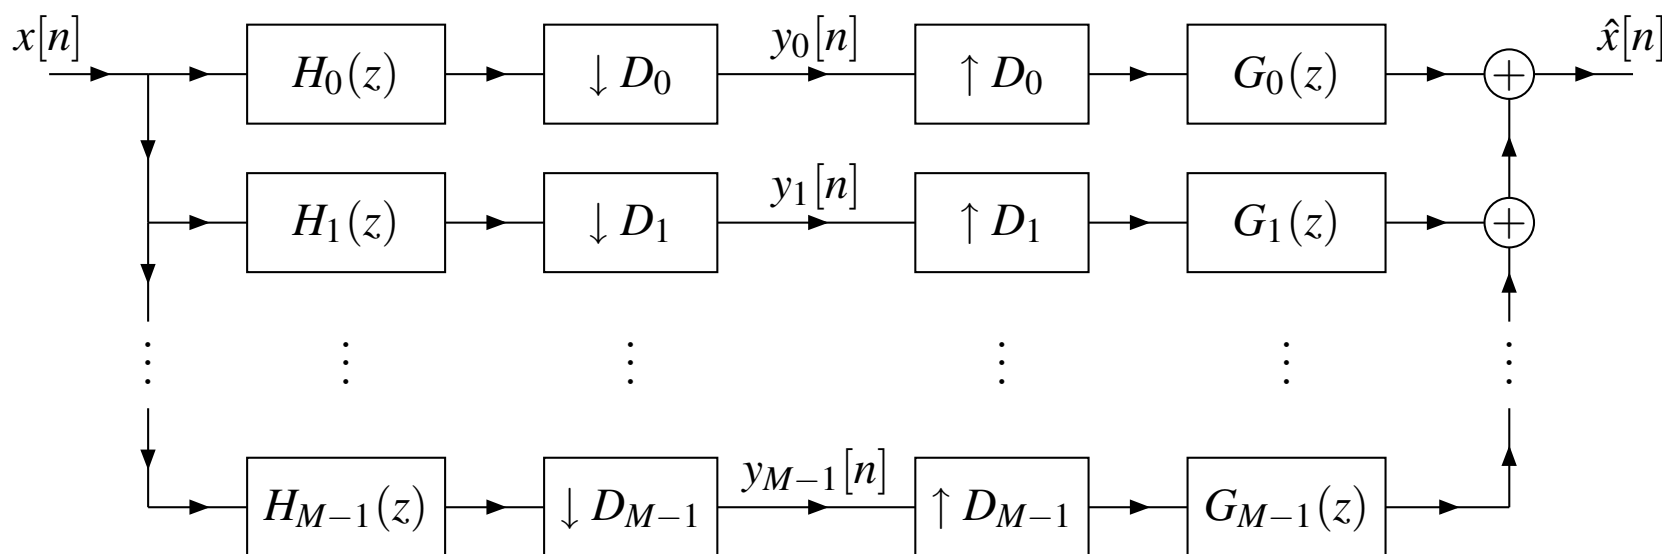 x[n] H_0(z) ↓ D_0 y_0[n] ↑ D_0 G_0(z) + x̂[n]
H_1(z) ↓ D_1 y_1[n] ↑ D_1 G_1(z) +
⋮ ⋮ ⋮ ⋮ ⋮ ⋮
H_{M−1}(z) ↓ D_{M−1} y_{M−1}[n] ↑ D_{M−1} G_{M−1}(z)